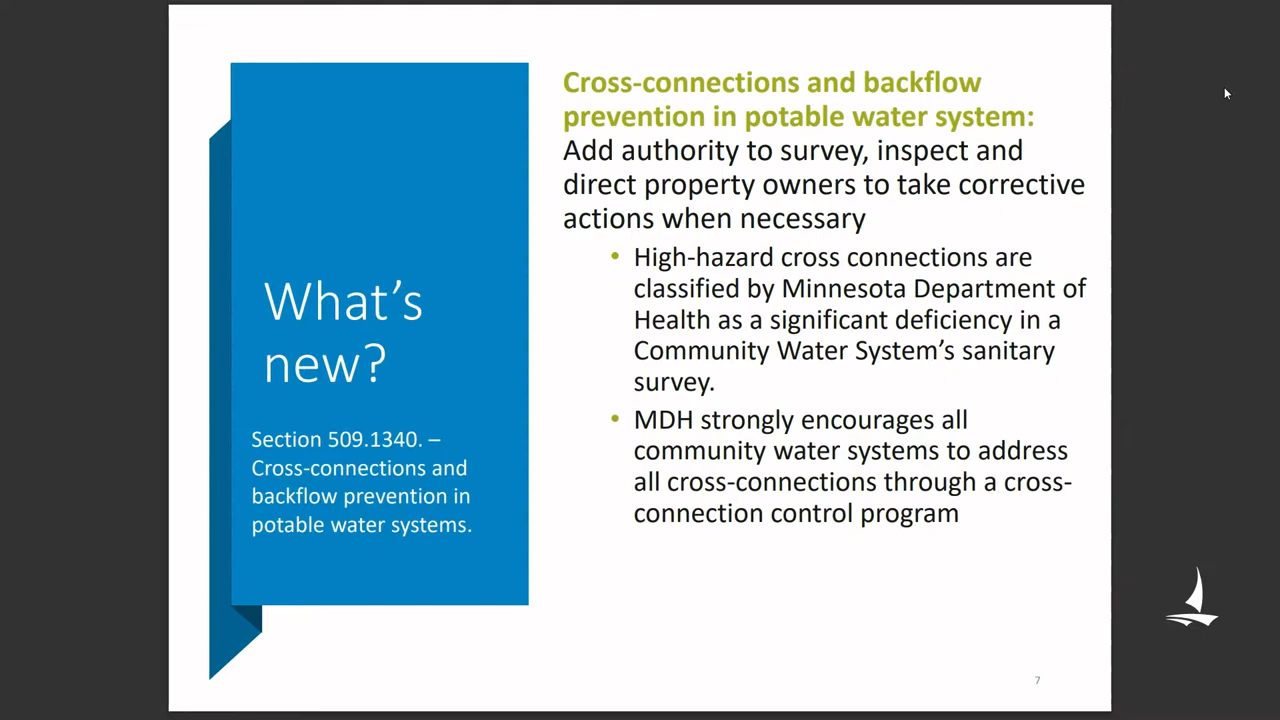 What’s
new?
Section 509.1340. –
Cross-connections and
backflow prevention in
potable water systems.
Cross-connections and backflow
prevention in potable water system:
Add authority to survey, inspect and
direct property owners to take corrective
actions when necessary
• High-hazard cross connections are
classified by Minnesota Department of
Health as a significant deficiency in a
Community Water System’s sanitary
survey.
• MDH strongly encourages all
community water systems to address
all cross-connections through a cross-
connection control program
7